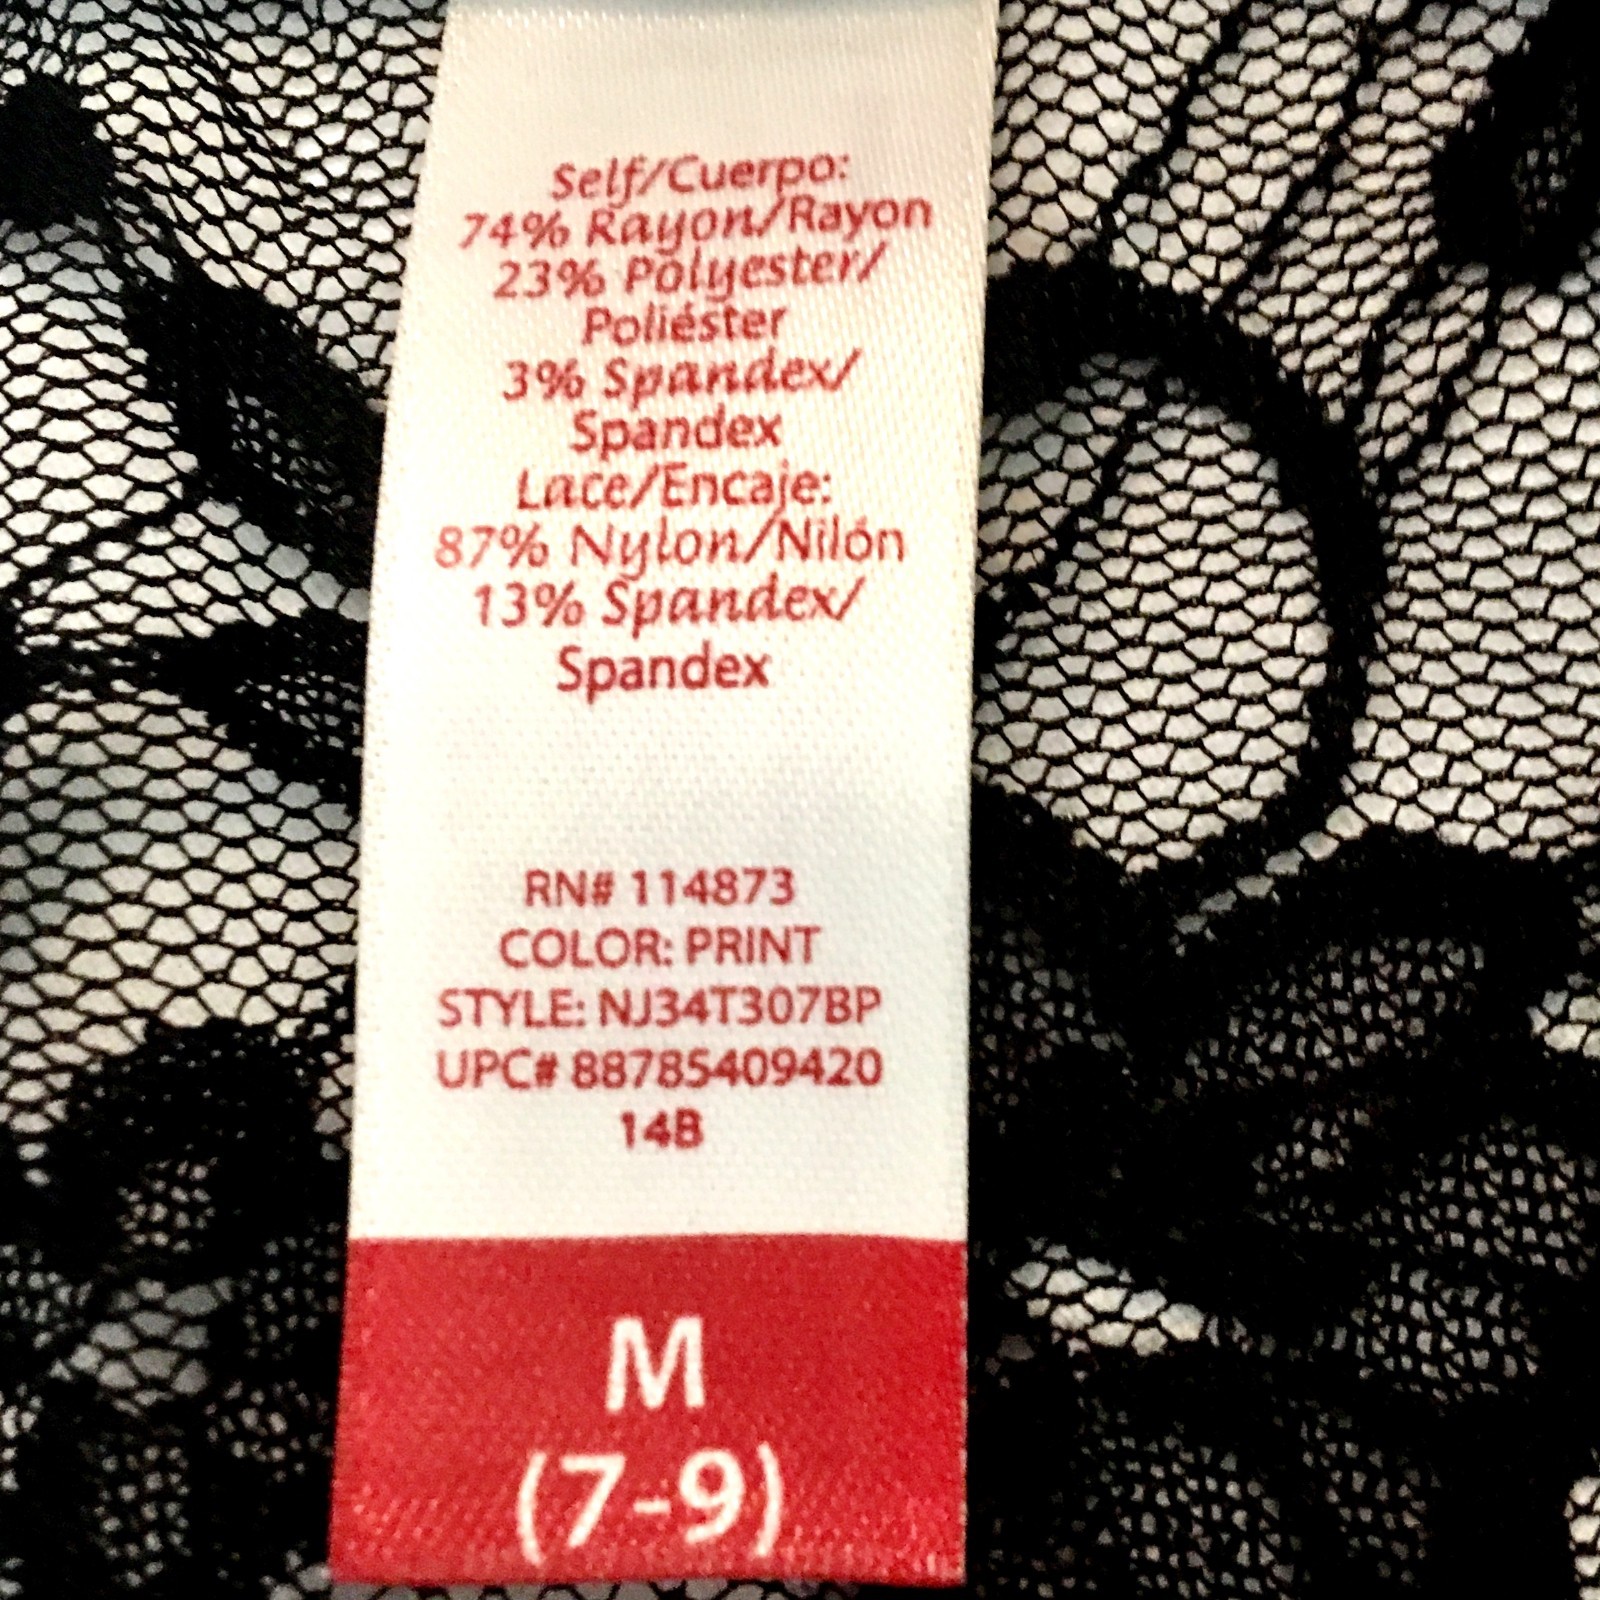 Self/Cuerpo:
74% Rayon/Rayon
23% Polyester/
Poliéster
3% Spandex/
Spandex
Lace/Encaje:
87% Nylon/Nilón
13% Spandex/
Spandex
RN# 114873
COLOR: PRINT
STYLE: NJ34T307BP
UPC# 88785409420
14B
M
(7-9)